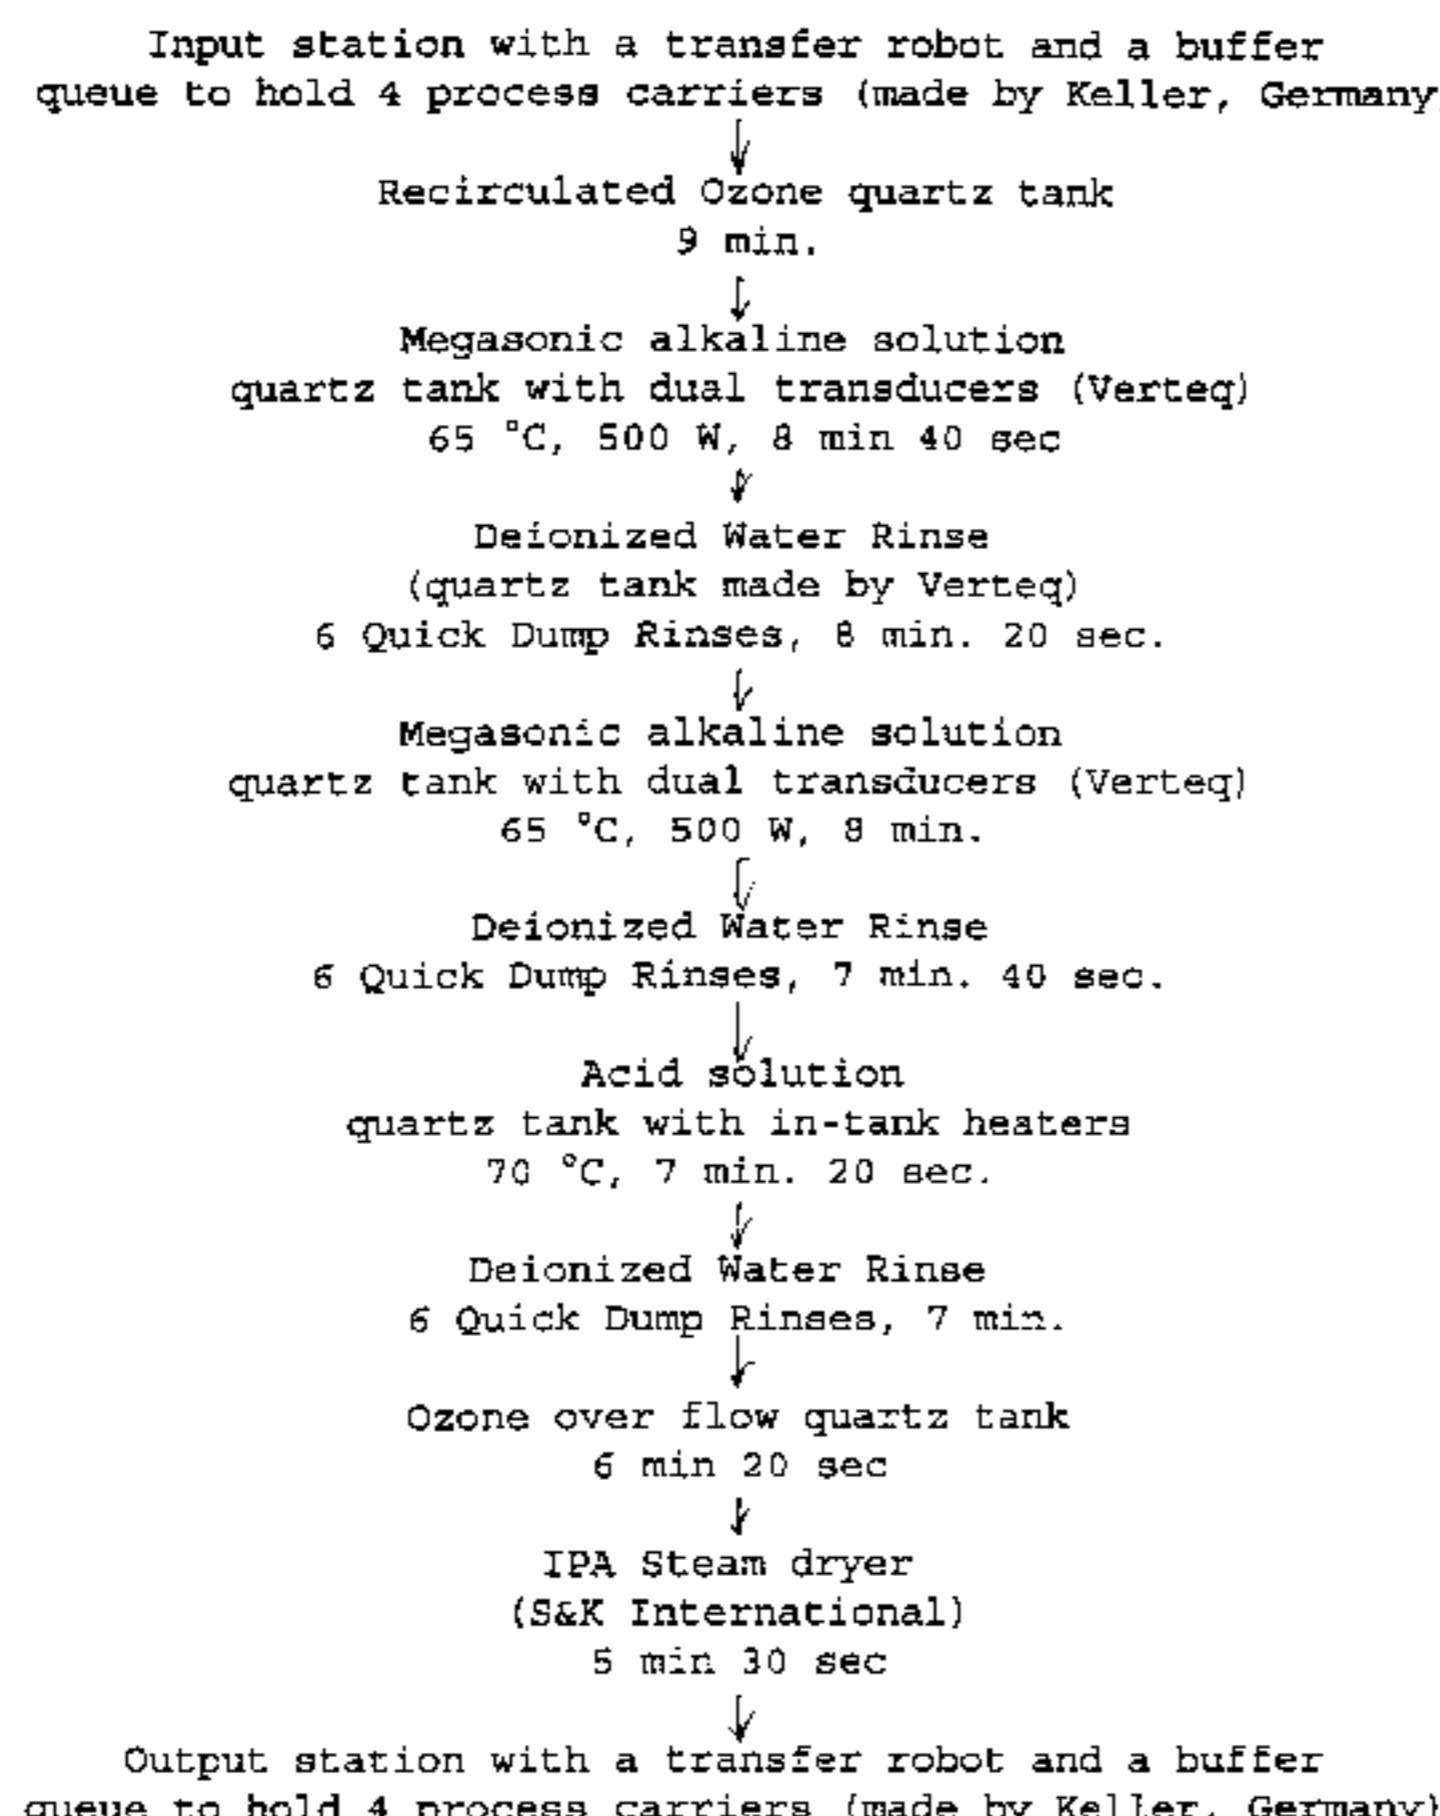 Input station with a transfer robot and a buffer
queue to hold 4 process carriers (made by Keller, Germany
Recirculated Ozone quartz tank
9 min.
Megasonic alkaline solution
quartz tank with dual transducers (Verteq)
65 °C, 500 W, 8 min 40 sec
Deionized Water Rinse
(quartz tank made by Verteq)
6 Quick Dump Rinses, 8 min. 20 sec.
Megasonic alkaline solution
quartz tank with dual transducers (Verteq)
65 °C, 500 W, 8 min.
Deionized Water Rinse
6 Quick Dump Rinses, 7 min. 40 sec.
Acid solution
quartz tank with in-tank heaters
70 °C, 7 min. 20 sec.
Deionized Water Rinse
6 Quick Dump Rinses, 7 min.
Ozone over flow quartz tank
6 min 20 sec
IPA Steam dryer
(S&K International)
5 min 30 sec
Output station with a transfer robot and a buffer
queue to hold 4 process carriers (made by Keller, Germany)